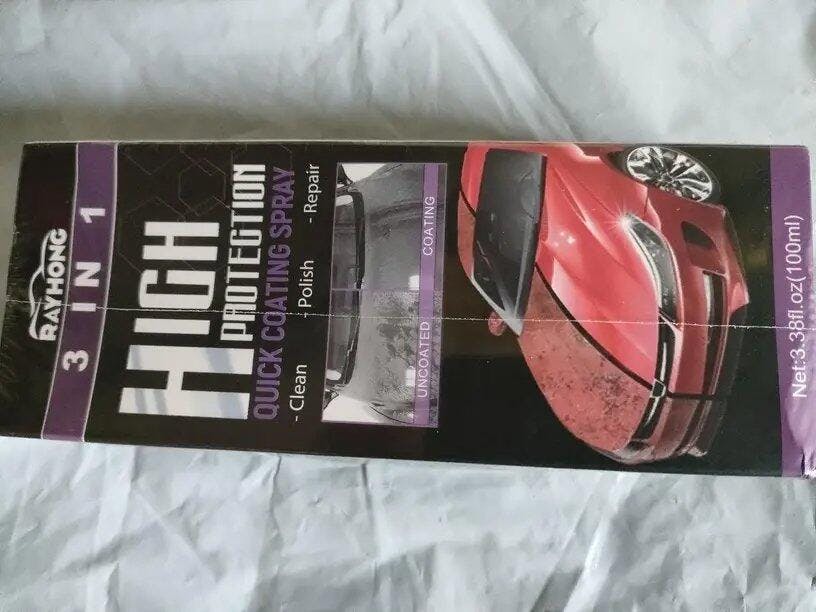 RAYHONG
3 IN 1
HIGH
PROTECTION
QUICK COATING SPRAY
- Clean - Polish - Repair
UNCOATED COATING
Net:3.38fl.oz(100ml)